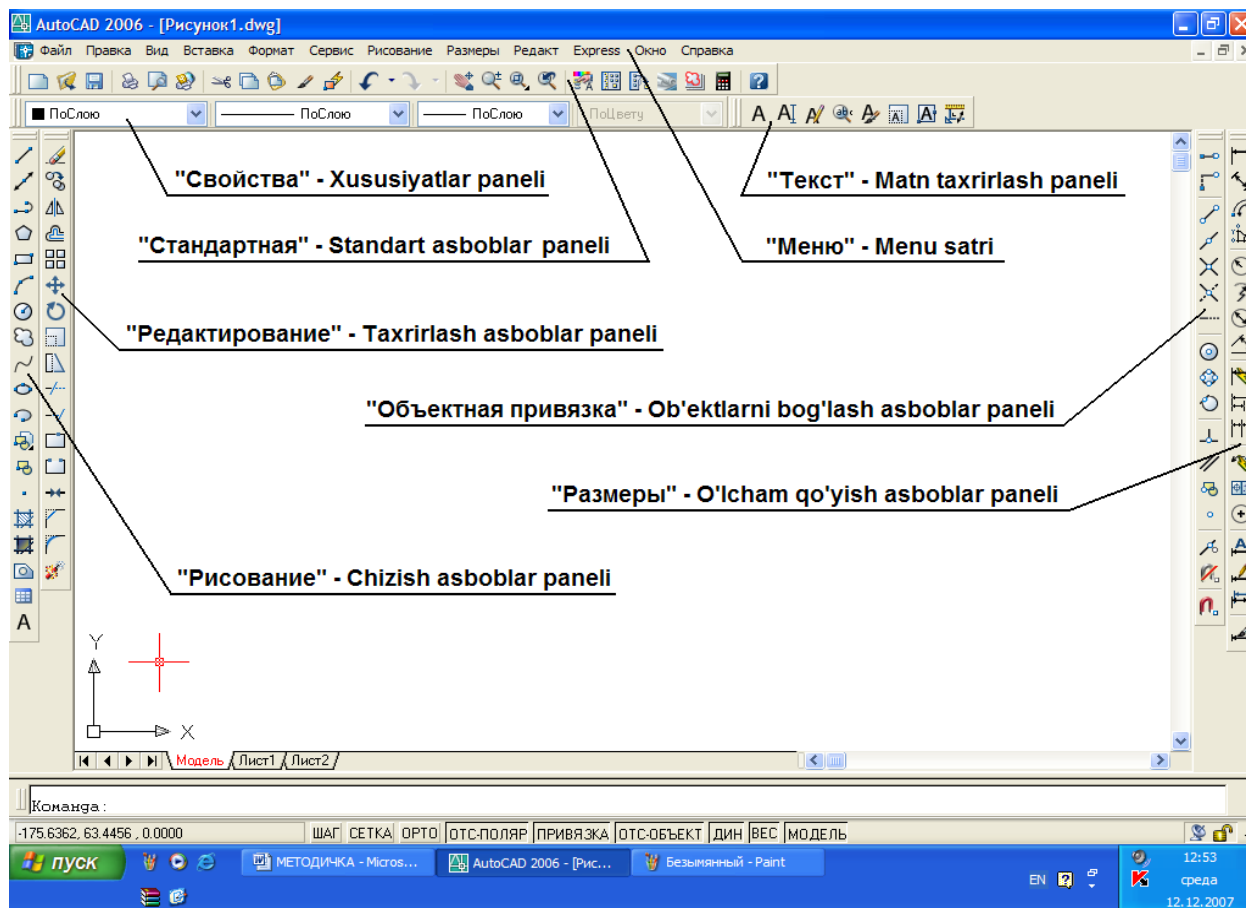 AutoCAD 2006 - [Рисунок1.dwg]
Файл Правка Вид Вставка Формат Сервис Рисование Размеры Редакт Express Окно Справка
ПоСлою ПоСлою ПоСлою ПоЦвету
"Свойства" - Xususiyatlar paneli
"Текст" - Matn taxrirlash paneli
"Стандартная" - Standart asboblar paneli
"Меню" - Menu satri
"Редактирование" - Taxrirlash asboblar paneli
"Объектная привязка" - Ob'ektlarni bog'lash asboblar paneli
"Размеры" - O'lcham qo'yish asboblar paneli
"Рисование" - Chizish asboblar paneli
Y
X
Модель Лист1 Лист2
Команда:
-175.6362, 63.4456 , 0.0000 ШАГ СЕТКА ОРТО ОТС-ПОЛЯР ПРИВЯЗКА ОТС-ОБЪЕКТ ДИН ВЕС МОДЕЛЬ
пуск МЕТОДИЧКА - Micros... AutoCAD 2006 - [Рис... Безымянный - Paint
EN
12:53
среда
12.12.2007